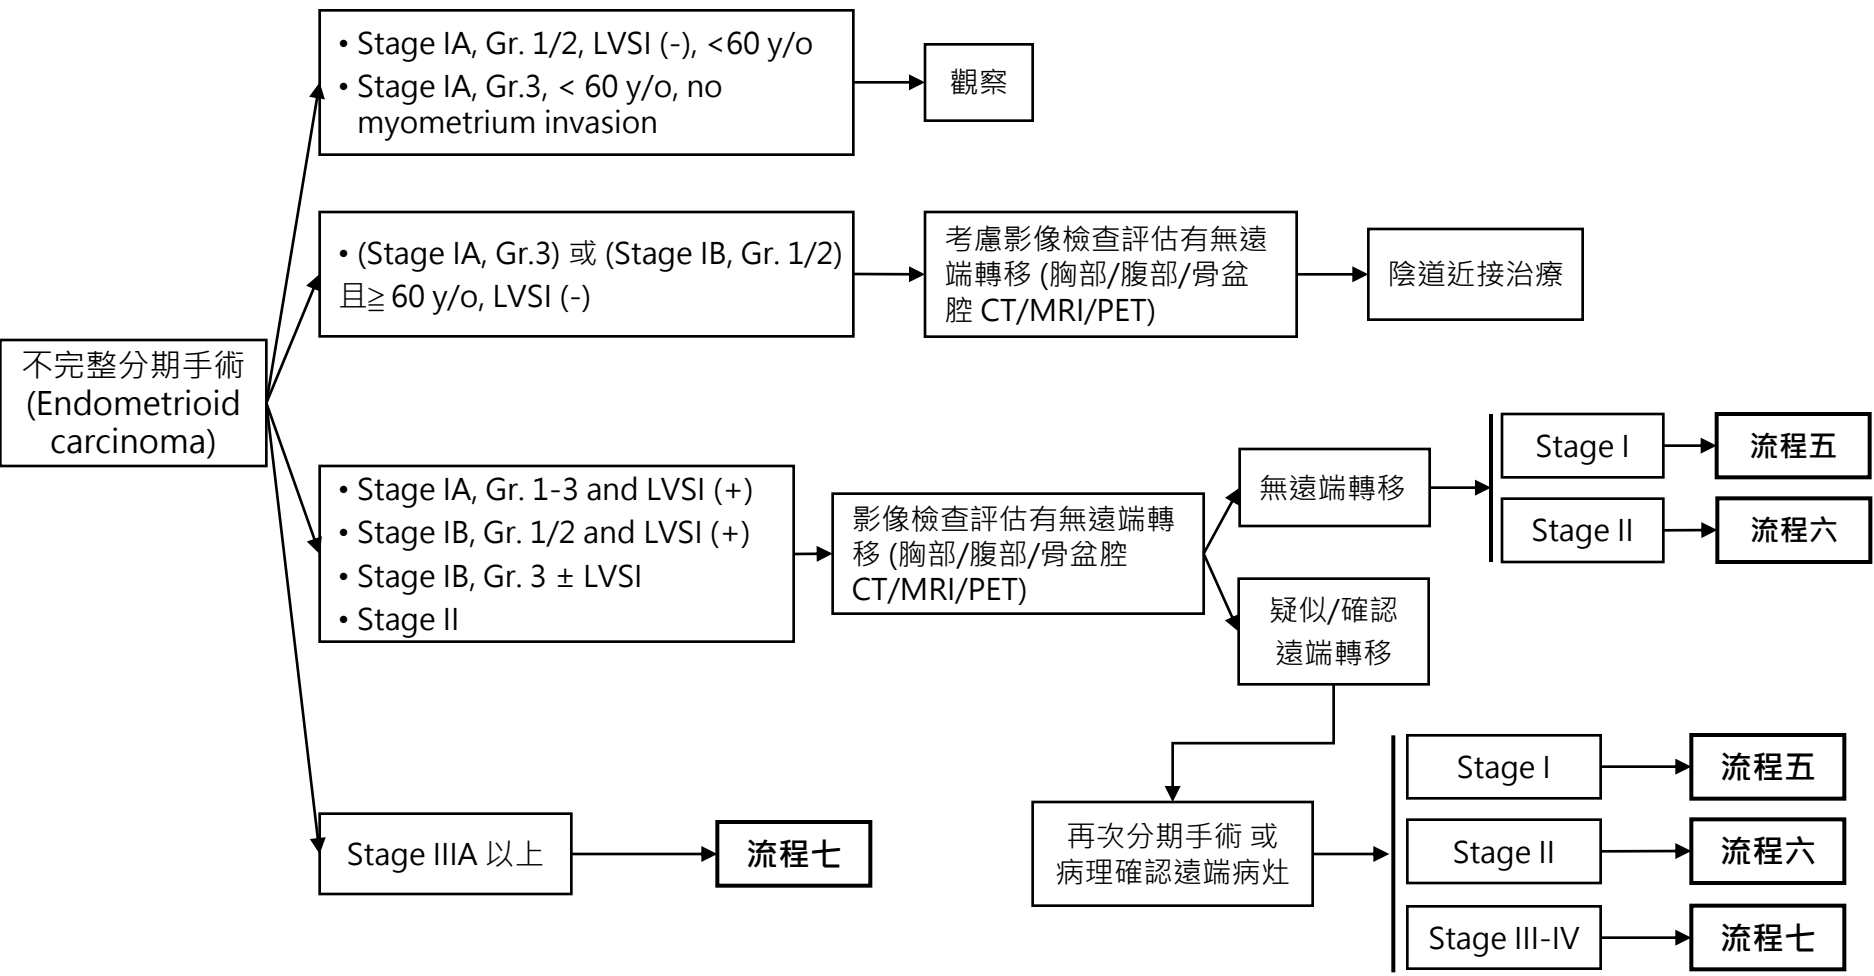 不完整分期手術
(Endometrioid
carcinoma)
• Stage IA, Gr. 1/2, LVSI (-), <60 y/o
• Stage IA, Gr.3, < 60 y/o, no
myometrium invasion
觀察
• (Stage IA, Gr.3) 或 (Stage IB, Gr. 1/2)
且≧ 60 y/o, LVSI (-)
考慮影像檢查評估有無遠
端轉移 (胸部/腹部/骨盆
腔 CT/MRI/PET)
陰道近接治療
• Stage IA, Gr. 1-3 and LVSI (+)
• Stage IB, Gr. 1/2 and LVSI (+)
• Stage IB, Gr. 3 ± LVSI
• Stage II
影像檢查評估有無遠端轉
移 (胸部/腹部/骨盆腔
CT/MRI/PET)
無遠端轉移
Stage I
流程五
Stage II
流程六
疑似/確認
遠端轉移
再次分期手術 或
病理確認遠端病灶
Stage I
流程五
Stage II
流程六
Stage III-IV
流程七
Stage IIIA 以上
流程七